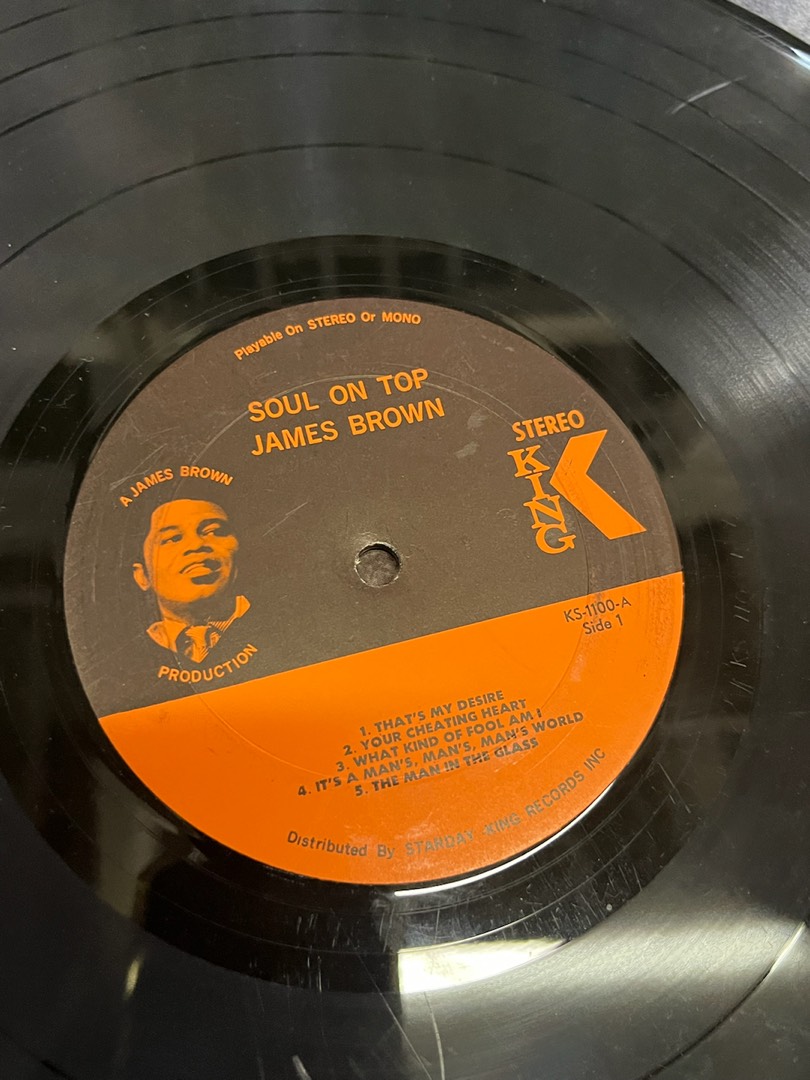 Playable On STEREO Or MONO
SOUL ON TOP
JAMES BROWN
STEREO
KING
A JAMES BROWN
PRODUCTION
KS-1100-A
Side 1
1. THAT'S MY DESIRE
2. YOUR CHEATING HEART
3. WHAT KIND OF FOOL AM I
4. IT'S A MAN'S, MAN'S, MAN'S WORLD
5. THE MAN IN THE GLASS
Distributed By STARDAY KING RECORDS INC